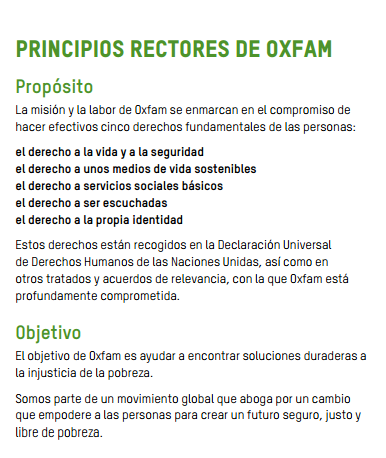 PRINCIPIOS RECTORES DE OXFAM
Propósito
La misión y la labor de Oxfam se enmarcan en el compromiso de
hacer efectivos cinco derechos fundamentales de las personas:
el derecho a la vida y a la seguridad
el derecho a unos medios de vida sostenibles
el derecho a servicios sociales básicos
el derecho a ser escuchadas
el derecho a la propia identidad
Estos derechos están recogidos en la Declaración Universal
de Derechos Humanos de las Naciones Unidas, así como en
otros tratados y acuerdos de relevancia, con la que Oxfam está
profundamente comprometida.
Objetivo
El objetivo de Oxfam es ayudar a encontrar soluciones duraderas a
la injusticia de la pobreza.
Somos parte de un movimiento global que aboga por un cambio
que empodere a las personas para crear un futuro seguro, justo y
libre de pobreza.